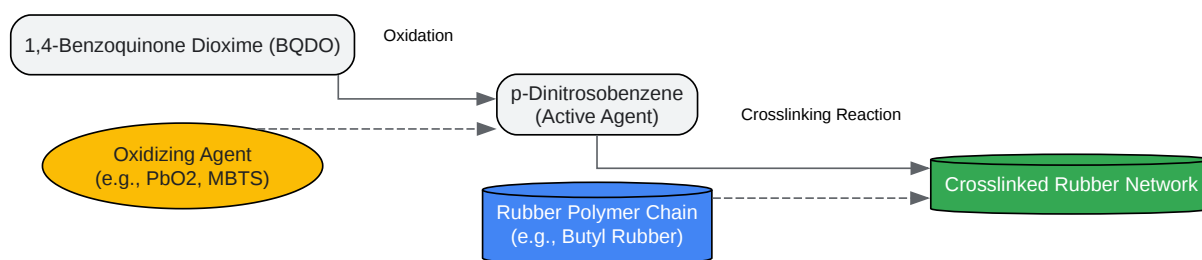 1,4-Benzoquinone Dioxime (BQDO)
Oxidation
p-Dinitrosobenzene
(Active Agent)
Crosslinking Reaction
Oxidizing Agent
(e.g., PbO2, MBTS)
Crosslinked Rubber Network
Rubber Polymer Chain
(e.g., Butyl Rubber)